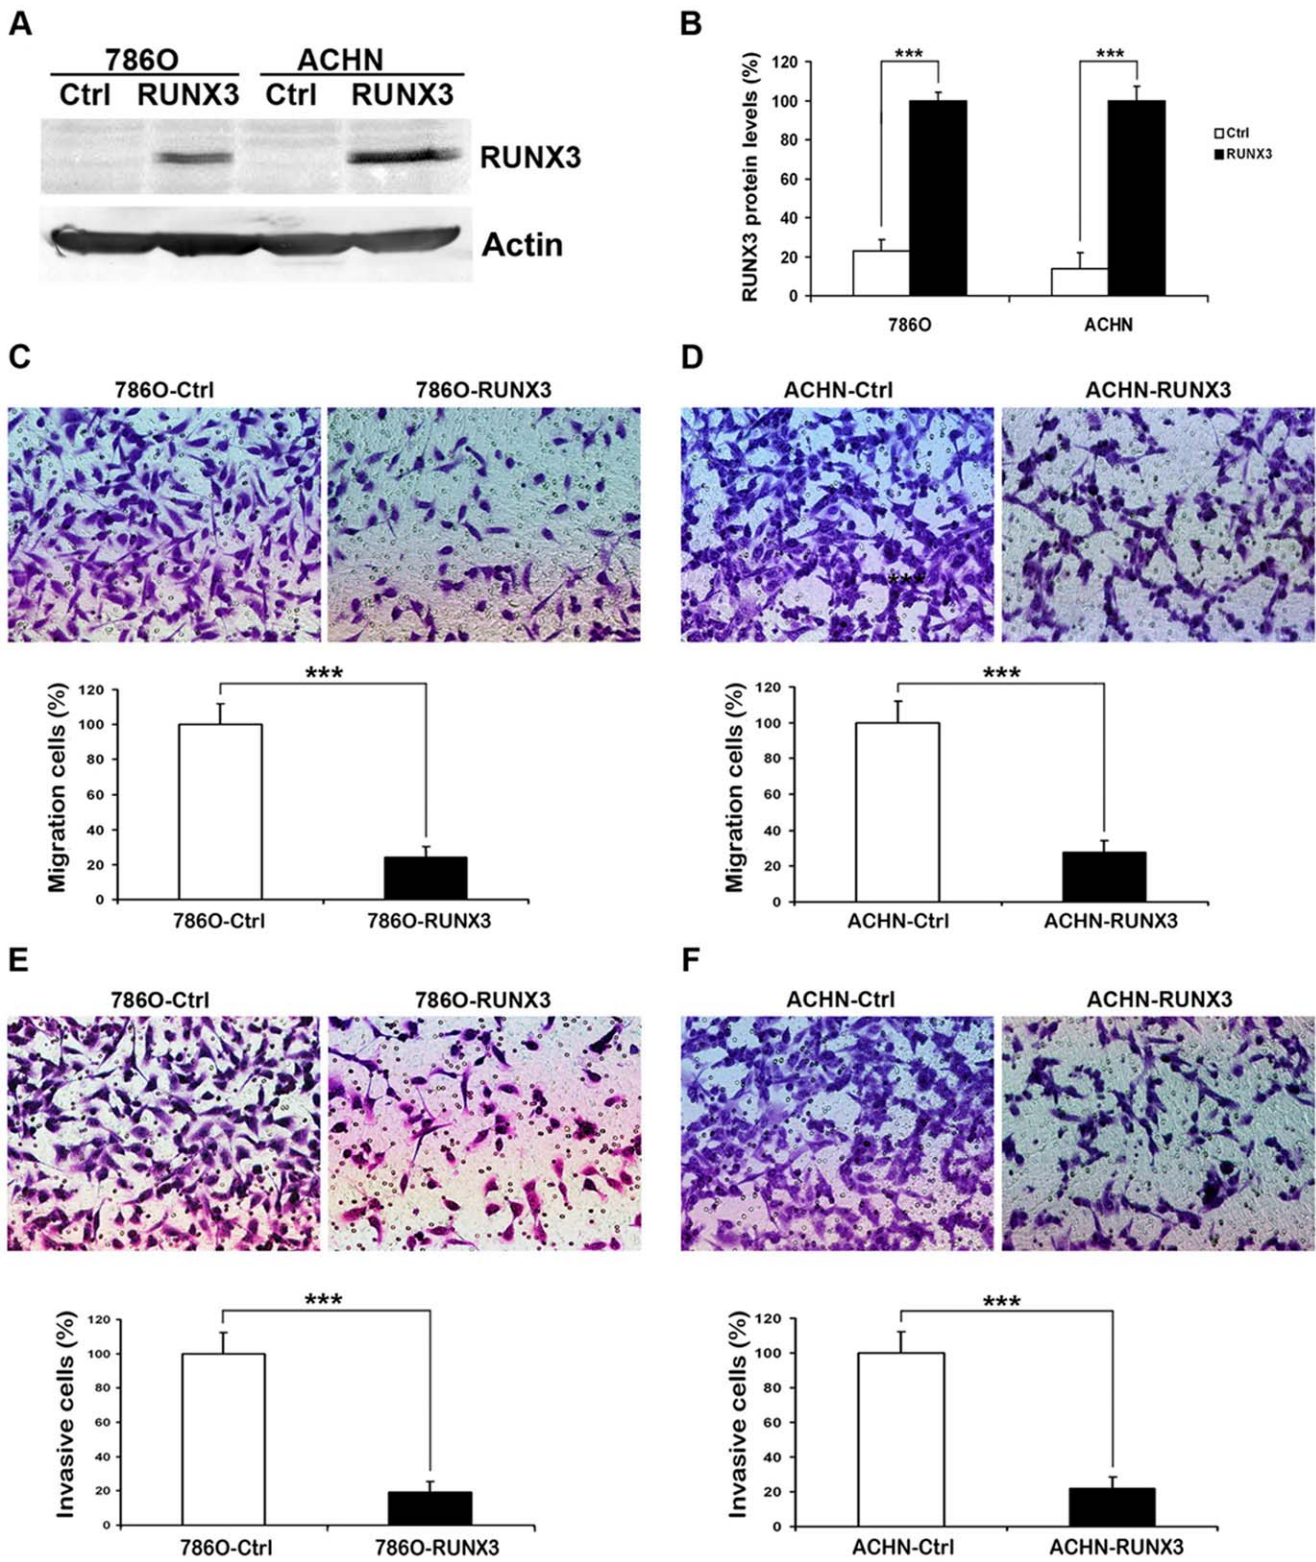 A
786O ACHN
Ctrl RUNX3 Ctrl RUNX3
RUNX3
Actin
B
*** ***
RUNX3 protein levels (%)
120
100
80
60
40
20
0
786O ACHN
Ctrl
RUNX3
C
786O-Ctrl 786O-RUNX3
***
Migration cells (%)
120
100
80
60
40
20
0
786O-Ctrl 786O-RUNX3
D
ACHN-Ctrl ACHN-RUNX3
***
***
Migration cells (%)
120
100
80
60
40
20
0
ACHN-Ctrl ACHN-RUNX3
E
786O-Ctrl 786O-RUNX3
***
Invasive cells (%)
120
100
80
60
40
20
0
786O-Ctrl 786O-RUNX3
F
ACHN-Ctrl ACHN-RUNX3
***
Invasive cells (%)
120
100
80
60
40
20
0
ACHN-Ctrl ACHN-RUNX3